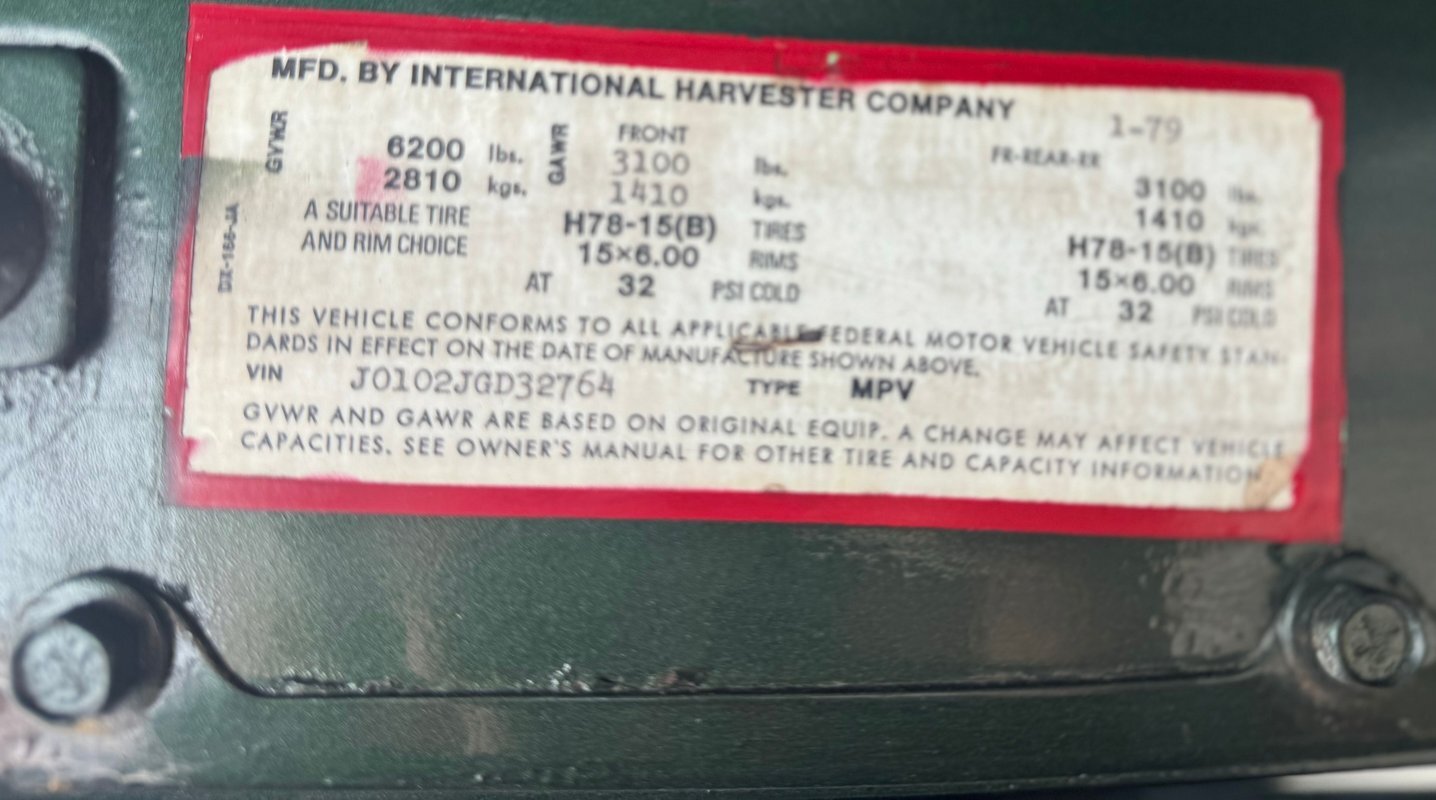 MFD. BY INTERNATIONAL HARVESTER COMPANY
1-79
GVWR 6200 lbs.
2810 kgs.
GAWR FRONT
3100 lbs.
1410 kgs.
FR-REAR-RR
3100 lbs.
1410 kgs.
A SUITABLE TIRE
AND RIM CHOICE
H78-15(B) TIRES
15×6.00 RIMS
AT 32 PSI COLD
H78-15(B) TIRES
15×6.00 RIMS
AT 32 PSI COLD
DX-166-JA
THIS VEHICLE CONFORMS TO ALL APPLICABLE FEDERAL MOTOR VEHICLE SAFETY STAN-
DARDS IN EFFECT ON THE DATE OF MANUFACTURE SHOWN ABOVE.
VIN J0102JGD32764 TYPE MPV
GVWR AND GAWR ARE BASED ON ORIGINAL EQUIP. A CHANGE MAY AFFECT VEHICLE
CAPACITIES. SEE OWNER'S MANUAL FOR OTHER TIRE AND CAPACITY INFORMATION